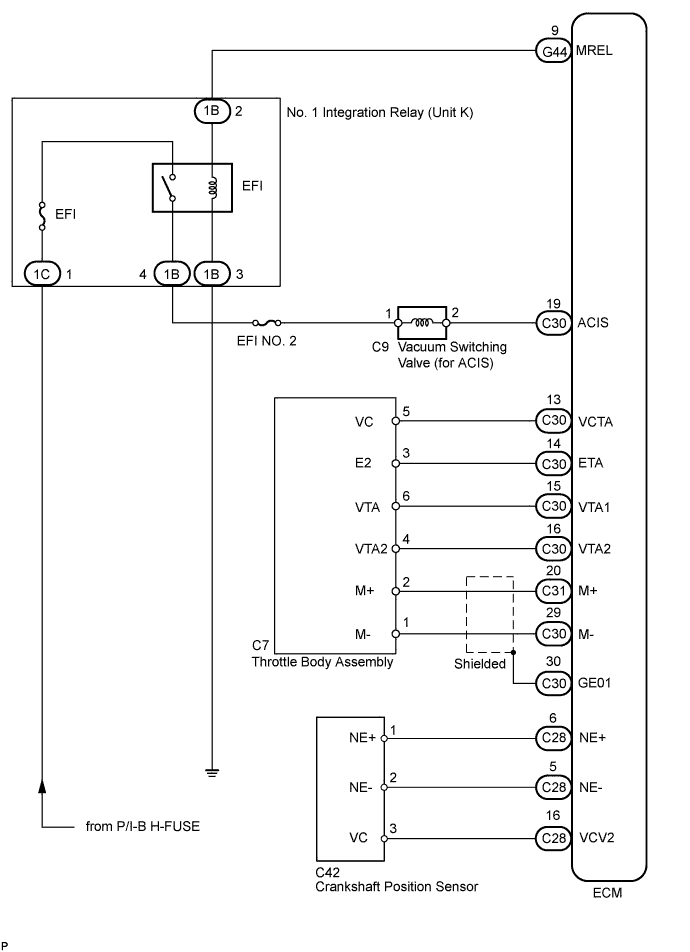 9
G44 MREL
1B 2
No. 1 Integration Relay (Unit K)
EFI
EFI
1C 1
4 1B
1B 3
EFI NO. 2
1
2
C9 Vacuum Switching
Valve (for ACIS)
19
C30 ACIS
VC 5
13
C30 VCTA
E2 3
14
C30 ETA
VTA 6
15
C30 VTA1
VTA2 4
16
C30 VTA2
M+ 2
20
C31 M+
M- 1
29
C30 M-
C7
Throttle Body Assembly
Shielded
30
C30 GE01
NE+ 1
6
C28 NE+
NE- 2
5
C28 NE-
VC 3
16
C28 VCV2
from P/I-B H-FUSE
C42
Crankshaft Position Sensor
ECM
P